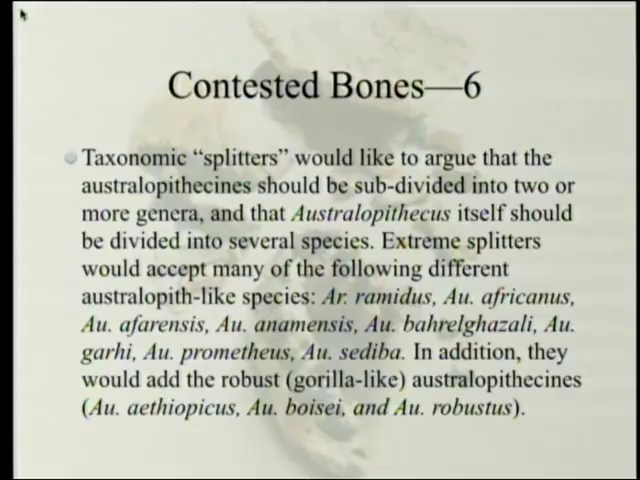 Contested Bones—6
Taxonomic “splitters” would like to argue that the
australopithecines should be sub-divided into two or
more genera, and that Australopithecus itself should
be divided into several species. Extreme splitters
would accept many of the following different
australopith-like species: Ar. ramidus, Au. africanus,
Au. afarensis, Au. anamensis, Au. bahrelghazali, Au.
garhi, Au. prometheus, Au. sediba. In addition, they
would add the robust (gorilla-like) australopithecines
(Au. aethiopicus, Au. boisei, and Au. robustus).